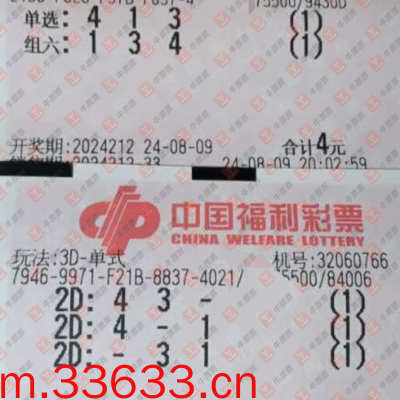 单选: 4 1 3 (1)
组六: 1 3 4 (1)
开奖期:2024212 24-08-09 合计4元
24-08-09 20:02:59
中国福利彩票
CHINA WELFARE LOTTERY
玩法:3D-单式 机号:32060766
7946-9971-F21B-8837-4021/ 75500/84006
2D: 4 3 - (1)
2D: 4 - 1 (1)
2D: - 3 1 (1)
m.33633.cn